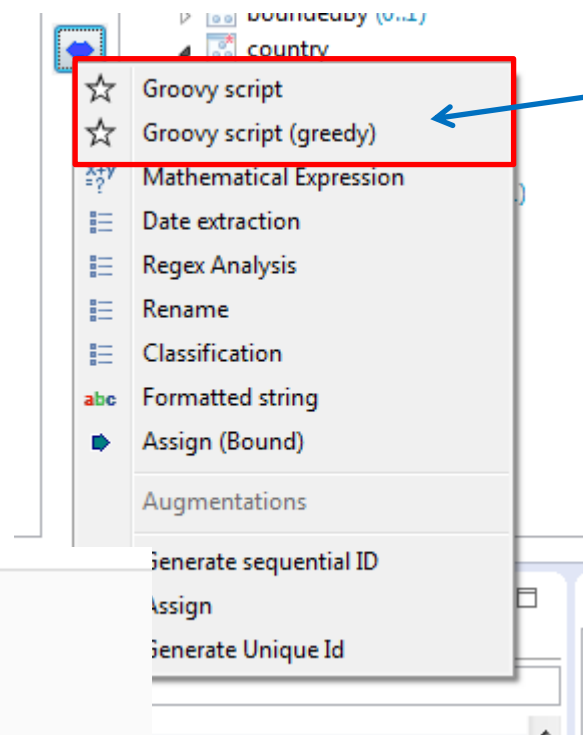 boundedBy (0..1)
country
Groovy script
Groovy script (greedy)
x+y
=?
Mathematical Expression
.)
Date extraction
Regex Analysis
Rename
Classification
abc Formatted string
Assign (Bound)
Augmentations
Generate sequential ID
Assign
Generate Unique Id